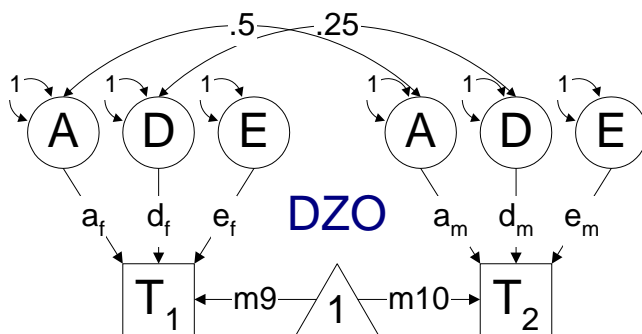 .5 .25
1 1 1 1 1 1
A D E A D E
a_f d_f e_f DZO a_m d_m e_m
T_1 m9 1 m10 T_2